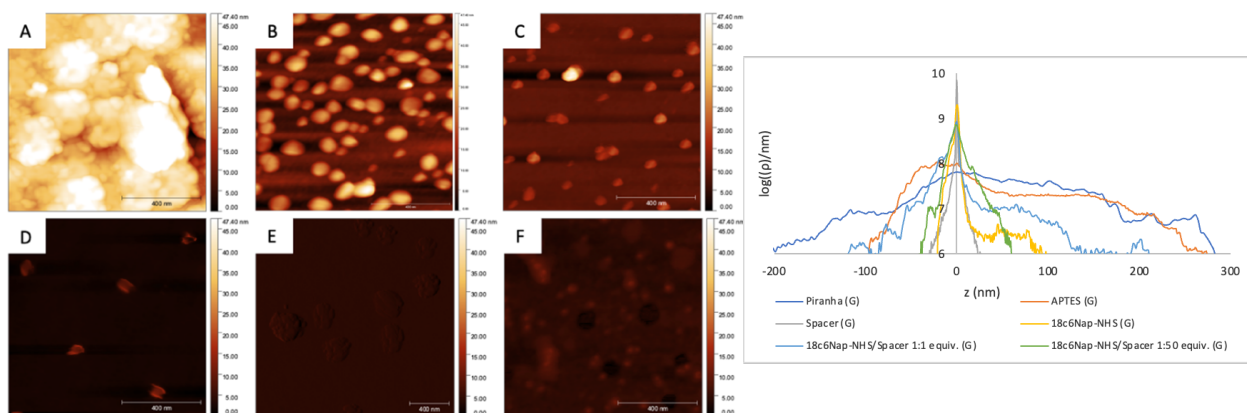 A
47.40 nm
45.00
40.00
35.00
30.00
25.00
20.00
15.00
10.00
5.00
0.00
400 nm
B
47.40 nm
C
47.40 nm
45.00
40.00
35.00
30.00
25.00
20.00
15.00
10.00
5.00
0.00
400 nm
D
47.40 nm
45.00
40.00
35.00
30.00
25.00
20.00
15.00
10.00
5.00
0.00
400 nm
E
47.40 nm
45.00
40.00
35.00
30.00
25.00
20.00
15.00
10.00
5.00
0.00
400 nm
F
47.40 nm
45.00
40.00
35.00
30.00
25.00
20.00
15.00
10.00
5.00
0.00
400 nm
log((ρ)/nm)
10
9
8
7
6
-200 -100 0 100 200 300
z (nm)
Piranha (G) APTES (G)
Spacer (G) 18c6Nap-NHS (G)
18c6Nap-NHS/Spacer 1:1 equiv. (G) 18c6Nap-NHS/Spacer 1:50 equiv. (G)